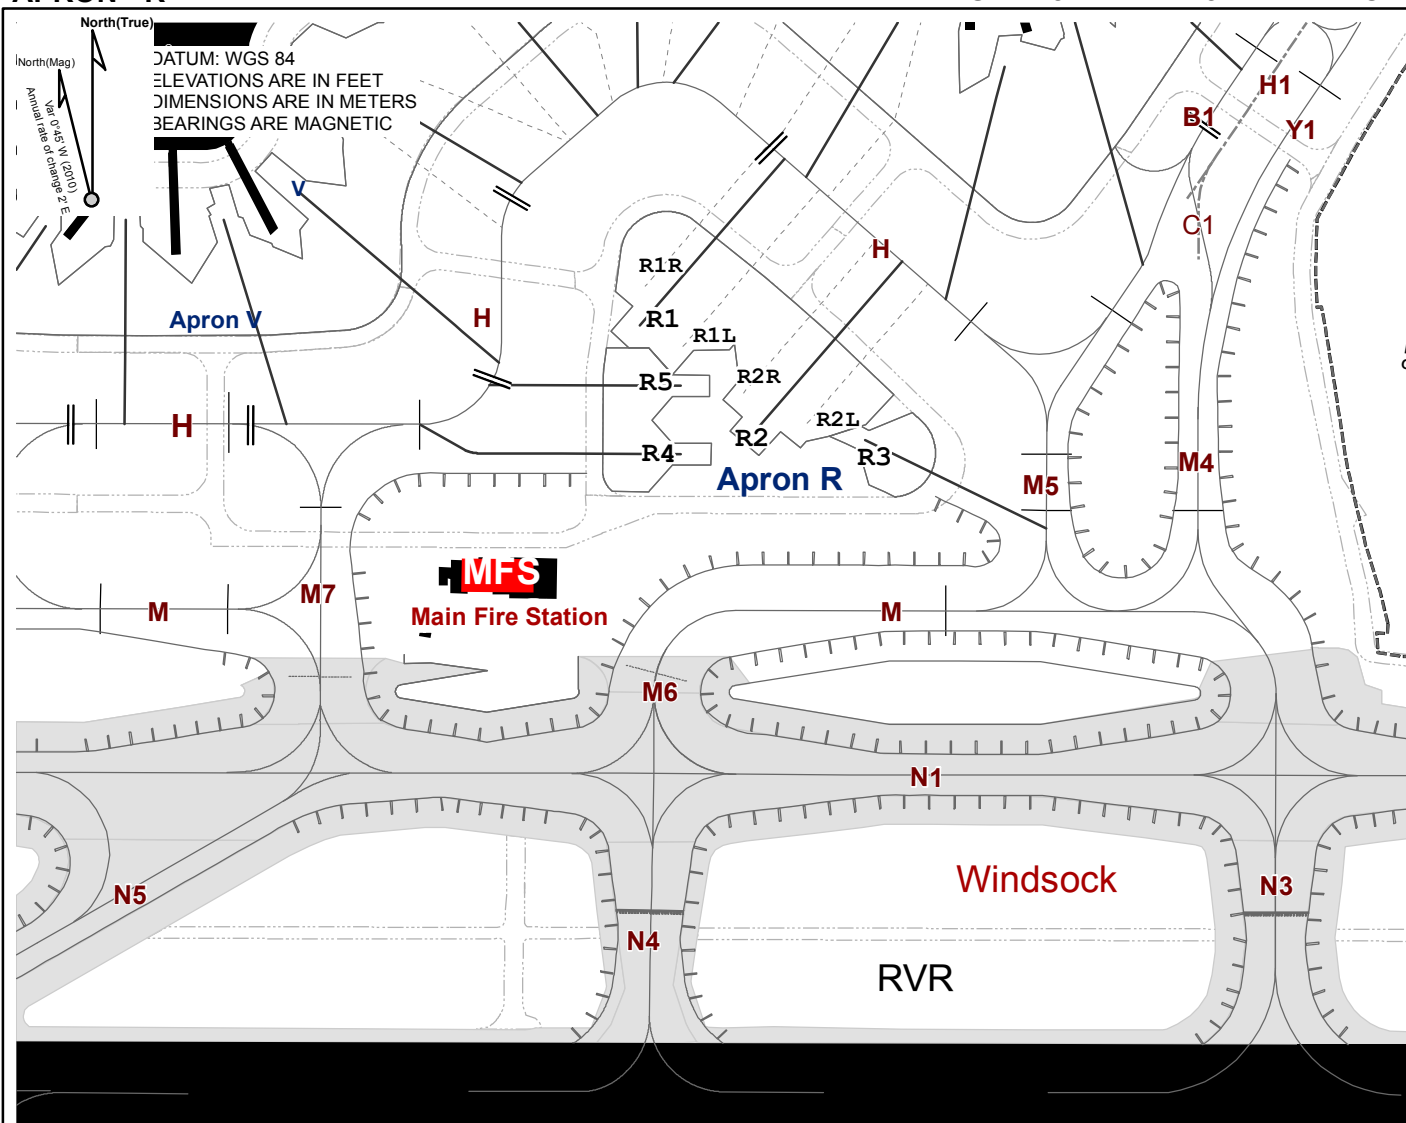 North(True)
North(Mag)
Var 0°45' W (2010)
Annual rate of change 2' E
DATUM: WGS 84
ELEVATIONS ARE IN FEET
DIMENSIONS ARE IN METERS
BEARINGS ARE MAGNETIC
H1
B1
Y1
V
C1
H
R1R
R1
Apron V
H
R1L
R5
R2R
H
R2L
R2
R4
R3
M4
Apron R
M5
MFS
M7
M
Main Fire Station
M
M6
N1
N5
Windsock
N3
N4
RVR